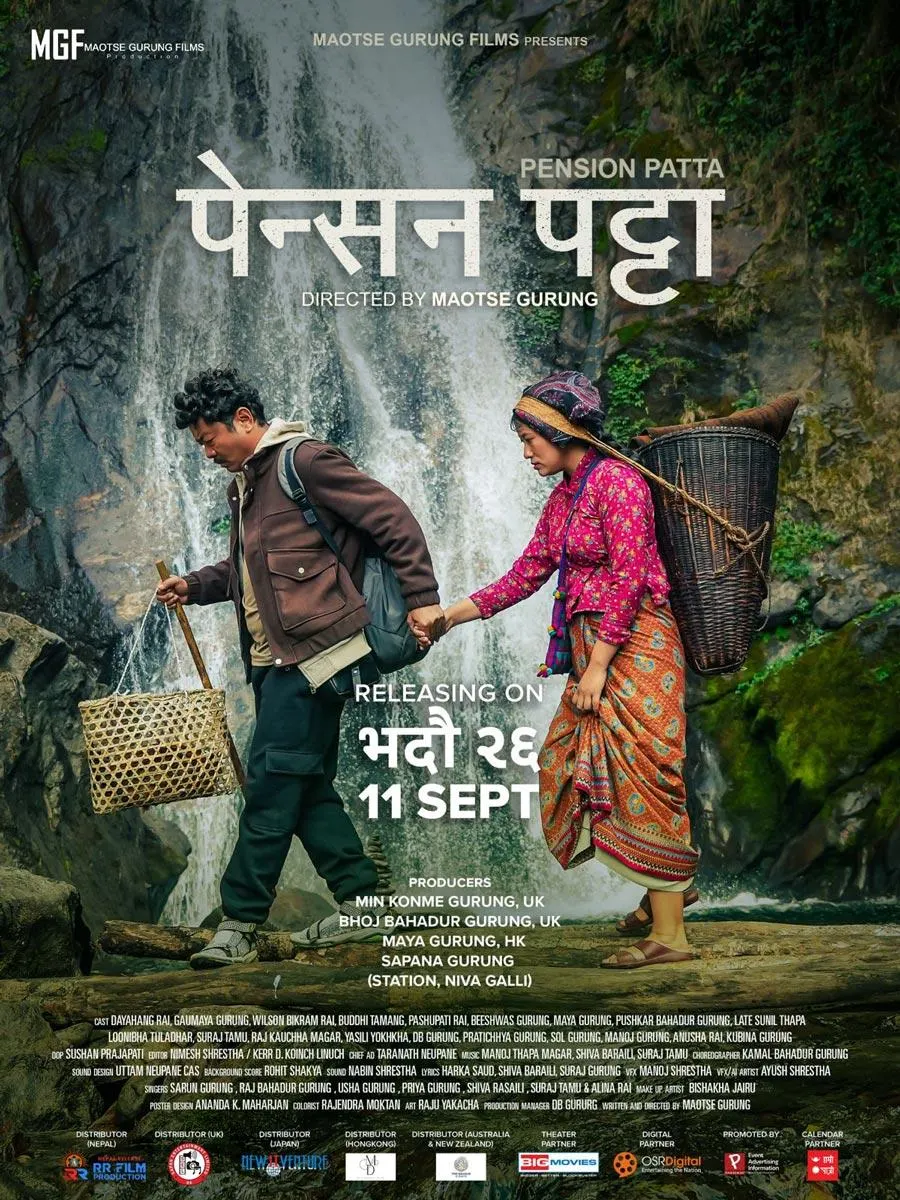 MGF MAOTSE GURUNG FILMS
Production
MAOTSE GURUNG FILMS PRESENTS
PENSION PATTA
पेन्सन पट्टा
DIRECTED BY MAOTSE GURUNG
RELEASING ON
भदौ २६
11 SEPT
PRODUCERS
MIN KONME GURUNG, UK
BHOJ BAHADUR GURUNG, UK
MAYA GURUNG, HK
SAPANA GURUNG
(STATION, NIVA GALLI)
CAST DAYAHANG RAI, GAUMAYA GURUNG, WILSON BIKRAM RAI, BUDDHI TAMANG, PASHUPATI RAI, BEESHWAS GURUNG, MAYA GURUNG, PUSHKAR BAHADUR GURUNG, LATE SUNIL THAPA
LOONIBHA TULADHAR, SURAJ TAMU, RAJ KAUCHHA MAGAR, YASILI YOKHKHA, DB GURUNG, PRATICHHYA GURUNG, SOL GURUNG, MANOJ GURUNG, ANUSHA RAI, KUBINA GURUNG
DOP SUSHAN PRAJAPATI EDITOR NIMESH SHRESTHA / KERR D. KOINCH LINUCH CHIEF AD TARANATH NEUPANE MUSIC MANOJ THAPA MAGAR, SHIVA BARAILI, SURAJ TAMU CHOREOGRAPHER KAMAL BAHADUR GURUNG
SOUND DESIGN UTTAM NEUPANE CAS BACKGROUND SCORE ROHIT SHAKYA SOUND NABIN SHRESTHA LYRICS HARKA SAUD, SHIVA BARAILI, SURAJ GURUNG VFX MANOJ SHRESTHA VFX/AI ARTIST AYUSH SHRESTHA
SINGERS SARUN GURUNG , RAJ BAHADUR GURUNG , USHA GURUNG , PRIYA GURUNG , SHIVA RASAILI , SURAJ TAMU & ALINA RAI MAKE UP ARTIST BISHAKHA JAIRU
POSTER DESIGN ANANDA K. MAHARJAN COLORIST RAJENDRA MOKTAN ART RAJU YAKACHA PRODUCTION MANAGER DB GURURG WRITTEN AND DIRECTED BY MAOTSE GURUNG
DISTRIBUTOR (NEPAL)
RR FILM PRODUCTION
DISTRIBUTOR (UK)
DISTRIBUTOR (JAPAN)
DISTRIBUTOR (HONGKONG)
DISTRIBUTOR (AUSTRALIA & NEW ZEALAND)
THEATER PARTNER
BIG MOVIES
DIGITAL PARTNER
OSRDigital
Entertaining the Nation
PROMOTED BY:
Event Advertising Information
CALENDAR PARTNER
हाम्रो पात्रो